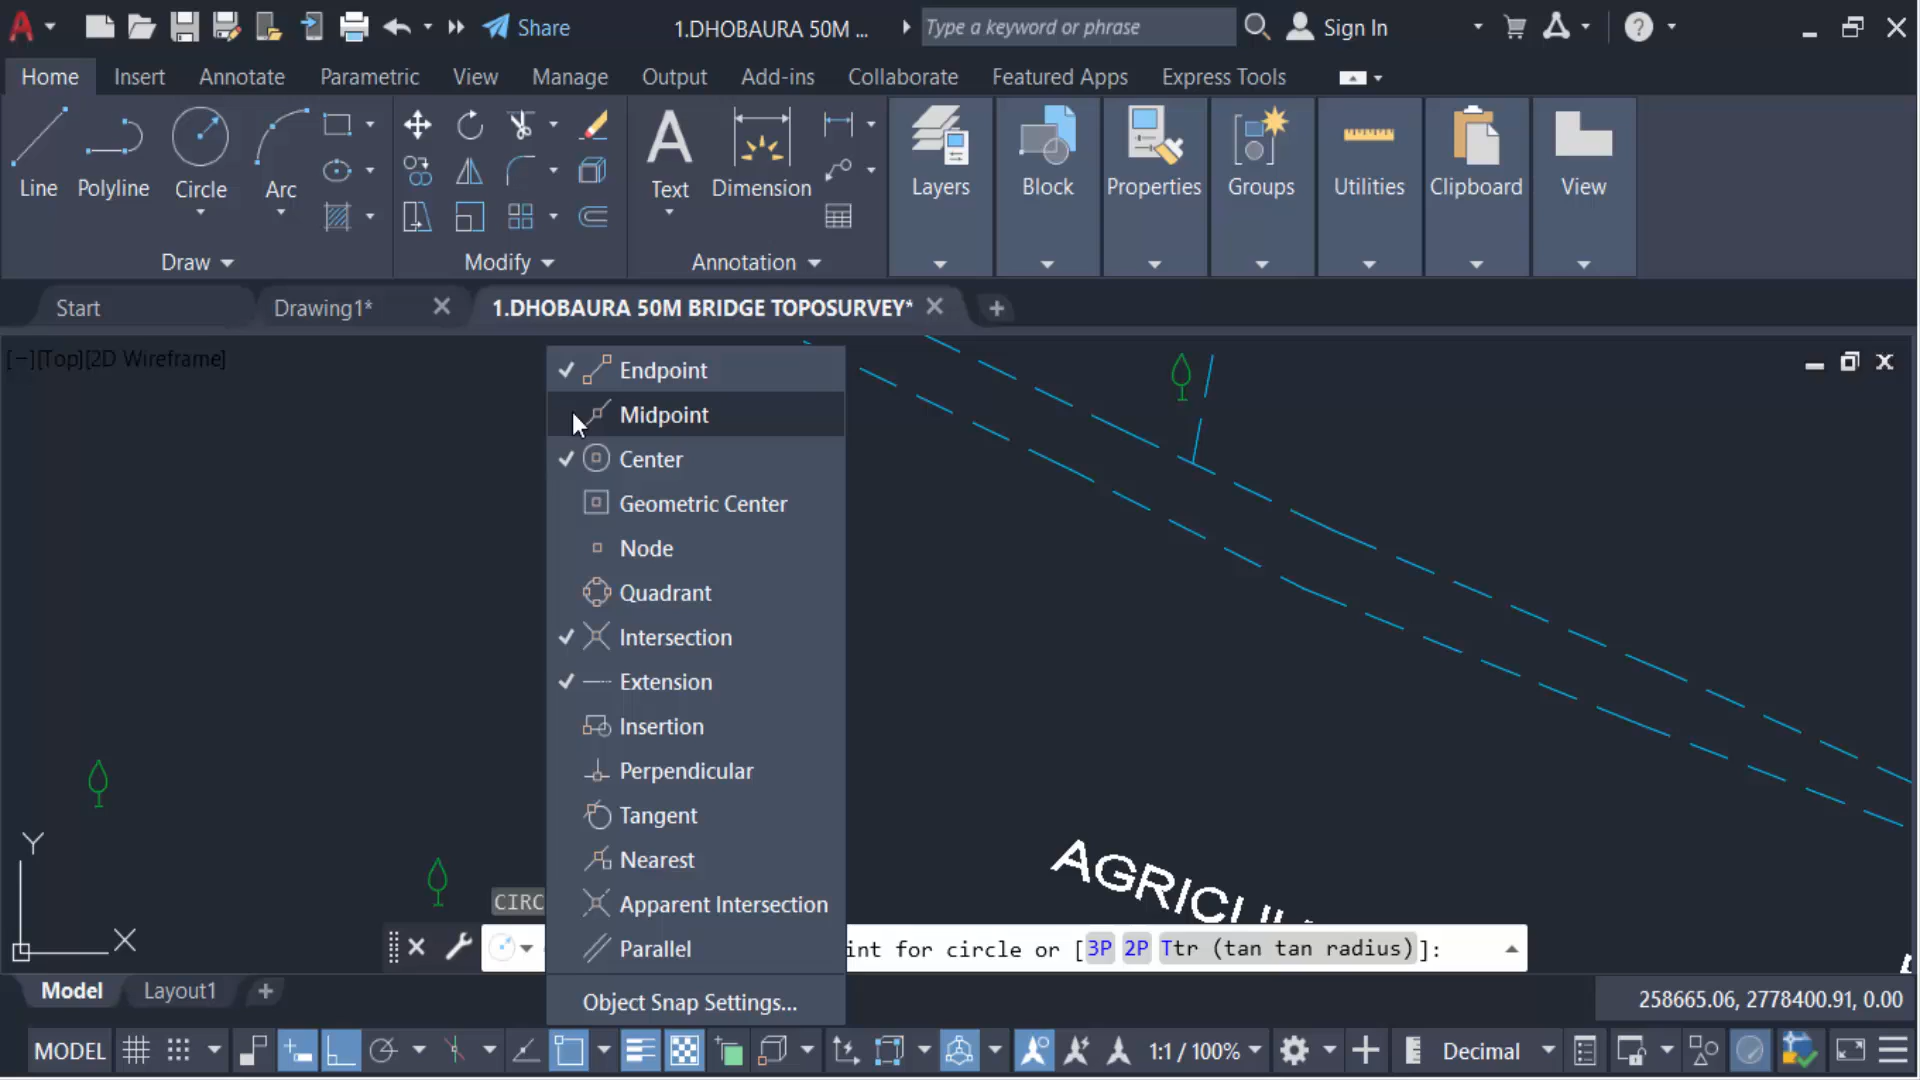 Share
1.DHOBAURA 50M ...
Type a keyword or phrase
Sign In
Home Insert Annotate Parametric View Manage Output Add-ins Collaborate Featured Apps Express Tools
Line Polyline Circle Arc
Text Dimension
Layers Block Properties Groups Utilities Clipboard View
Draw Modify Annotation
Start Drawing1* 1.DHOBAURA 50M BRIDGE TOPOSURVEY*
[−][Top][2D Wireframe]
Endpoint
Midpoint
Center
Geometric Center
Node
Quadrant
Intersection
Extension
Insertion
Perpendicular
Tangent
Nearest
Apparent Intersection
Parallel
Object Snap Settings...
Y
X
CIRC
int for circle or [3P 2P Ttr (tan tan radius)]:
Model Layout1
258665.06, 2778400.91, 0.00
MODEL 1:1 / 100% Decimal